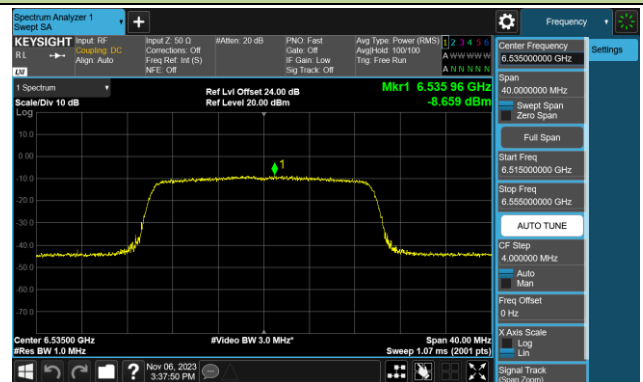 Spectrum Analyzer 1
Swept SA
Frequency
KEYSIGHT
Input: RF
Input Z: 50 Ω
#Atten: 20 dB
PNO: Fast
Avg Type: Power (RMS)
1 2 3 4 5 6
R L
Coupling: DC
Corrections: Off
Gate: Off
Avg|Hold: 100/100
A W W W W W
Align: Auto
Freq Ref: Int (S)
IF Gain: Low
Trig: Free Run
NFE: Off
Sig Track: Off
A N N N N N
LXI
1 Spectrum
Ref Lvl Offset 24.00 dB
Mkr1 6.535 96 GHz
Scale/Div 10 dB
Ref Level 20.00 dBm
-8.659 dBm
Log
10.0
0.00
-10.0
-20.0
-30.0
-40.0
-50.0
-60.0
-70.0
1
Center 6.53500 GHz
#Video BW 3.0 MHz*
Span 40.00 MHz
#Res BW 1.0 MHz
Sweep 1.07 ms (2001 pts)
Nov 06, 2023
3:37:50 PM
Center Frequency
6.535000000 GHz
Settings
Span
40.0000000 MHz
Swept Span
Zero Span
Full Span
Start Freq
6.515000000 GHz
Stop Freq
6.555000000 GHz
AUTO TUNE
CF Step
4.000000 MHz
Auto
Man
Freq Offset
0 Hz
X Axis Scale
Log
Lin
Signal Track
(Span Zoom)